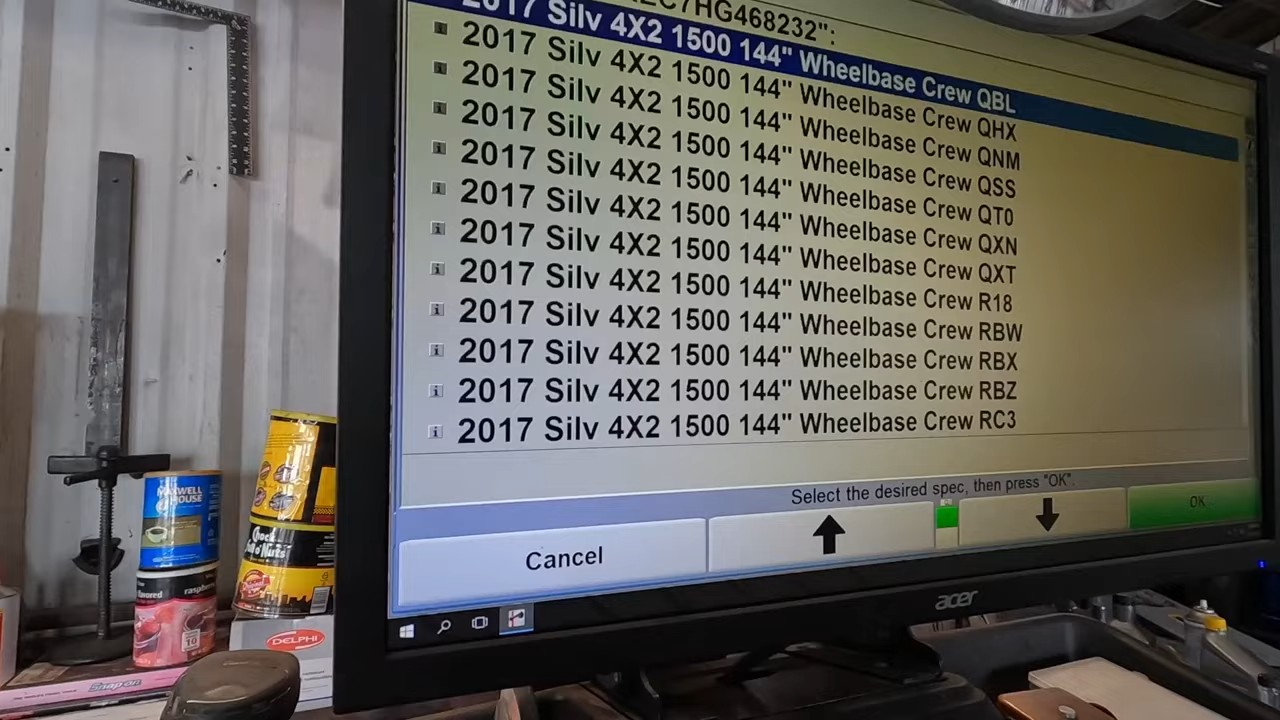 C7HG468232":
2017 Silv 4X2 1500 144" Wheelbase Crew QBL
2017 Silv 4X2 1500 144" Wheelbase Crew QHX
2017 Silv 4X2 1500 144" Wheelbase Crew QNM
2017 Silv 4X2 1500 144" Wheelbase Crew QSS
2017 Silv 4X2 1500 144" Wheelbase Crew QT0
2017 Silv 4X2 1500 144" Wheelbase Crew QXN
2017 Silv 4X2 1500 144" Wheelbase Crew QXT
2017 Silv 4X2 1500 144" Wheelbase Crew R18
2017 Silv 4X2 1500 144" Wheelbase Crew RBW
2017 Silv 4X2 1500 144" Wheelbase Crew RBX
2017 Silv 4X2 1500 144" Wheelbase Crew RBZ
2017 Silv 4X2 1500 144" Wheelbase Crew RC3
Select the desired spec, then press "OK".
Cancel
OK
acer
MAXWELL
HOUSE
Chock
full o'Nuts
DELPHI
Snap-on